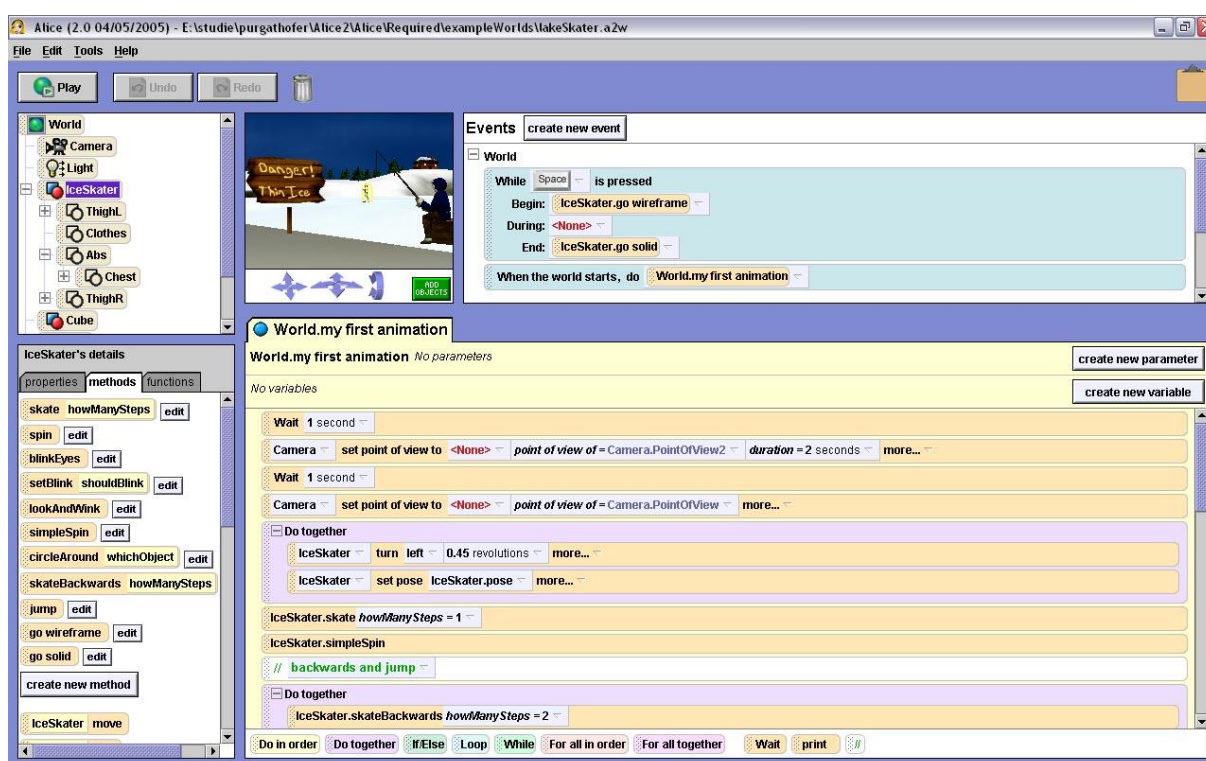 Alice (2.0 04/05/2005) - E:\studie\purgathofer\Alice2\Alice\Required\exampleWorlds\lakeSkater.a2w
File Edit Tools Help
Play Undo Redo
World
Camera
Light
IceSkater
ThighL
Clothes
Abs
Chest
ThighR
Cube
Danger!
Thin Ice
ADD
OBJECTS
Events create new event
World
While Space is pressed
Begin: IceSkater.go wireframe
During: <None>
End: IceSkater.go solid
When the world starts, do World.my first animation
IceSkater's details
properties methods functions
skate howManySteps edit
spin edit
blinkEyes edit
setBlink shouldBlink edit
lookAndWink edit
simpleSpin edit
circleAround whichObject edit
skateBackwards howManySteps
jump edit
go wireframe edit
go solid edit
create new method
IceSkater move
World.my first animation
World.my first animation No parameters create new parameter
No variables create new variable
Wait 1 second
Camera set point of view to <None> point of view of = Camera.PointOfView2 duration = 2 seconds more...
Wait 1 second
Camera set point of view to <None> point of view of = Camera.PointOfView more...
Do together
IceSkater turn left 0.45 revolutions more...
IceSkater set pose IceSkater.pose more...
IceSkater.skate howManySteps = 1
IceSkater.simpleSpin
// backwards and jump
Do together
IceSkater.skateBackwards howManySteps = 2
Do in order Do together If/Else Loop While For all in order For all together Wait print //